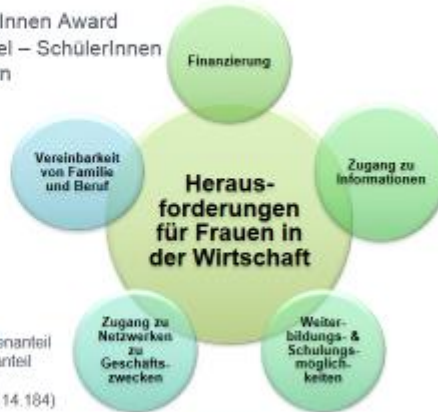 Innen Award
el – SchülerInnen
n
Finanzierung
Vereinbarkeit
von Familie
und Beruf
Zugang zu
Informationen
Heraus-
forderungen
für Frauen in
der Wirtschaft
Zugang zu
Netzwerken
zu
Geschäfts-
zwecken
Weiter-
bildungs- &
Schulungs-
möglich-
keiten
enanteil
anteil
14.184)